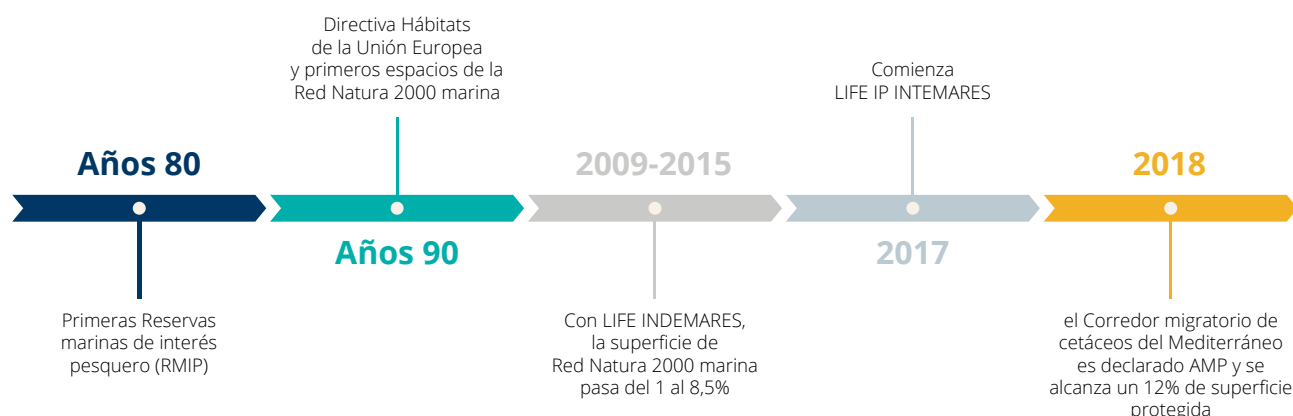 Años 80
Primeras Reservas
marinas de interés
pesquero (RMIP)
Directiva Hábitats
de la Unión Europea
y primeros espacios de la
Red Natura 2000 marina
Años 90
2009-2015
Con LIFE INDEMARES,
la superficie de
Red Natura 2000 marina
pasa del 1 al 8,5%
Comienza
LIFE IP INTEMARES
2017
2018
el Corredor migratorio de
cetáceos del Mediterráneo
es declarado AMP y se
alcanza un 12% de superficie
protegida